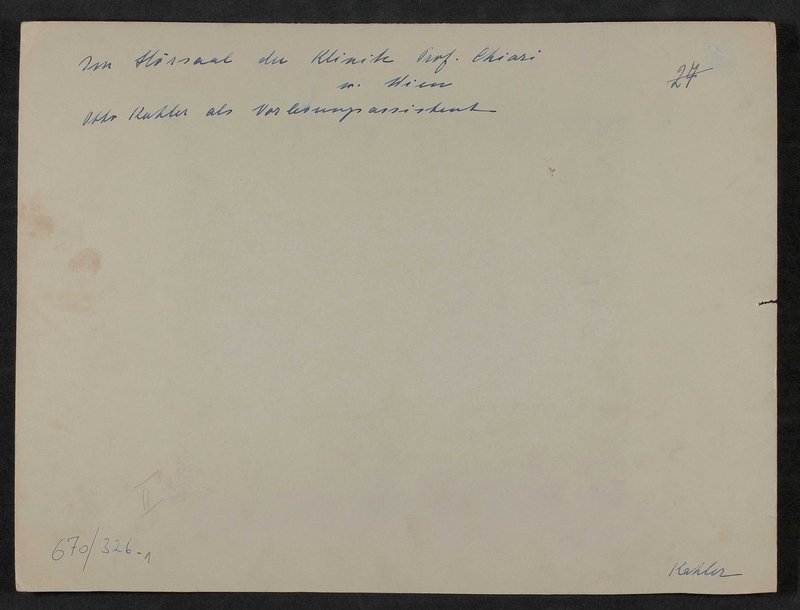 Im Hörsaal der Klinik Prof. Chiari
in Wien
Otto Kahler als Vorlesungsassistent
27
II
670/326-1
Kahler